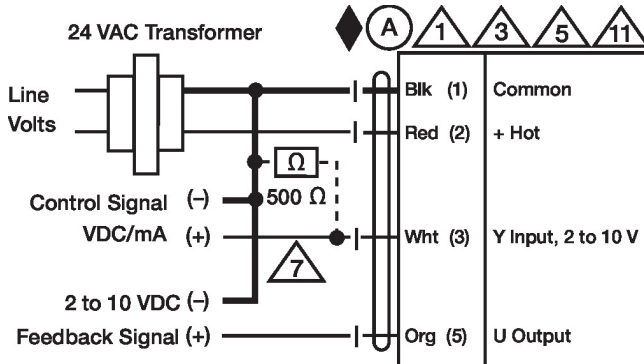 24 VAC Transformer
A 1 3 5 11
Line
Volts
Blk (1) Common
Red (2) + Hot
Ω
500 Ω
Control Signal (-)
VDC/mA (+)
Wht (3) Y Input, 2 to 10 V
7
2 to 10 VDC (-)
Feedback Signal (+)
Org (5) U Output